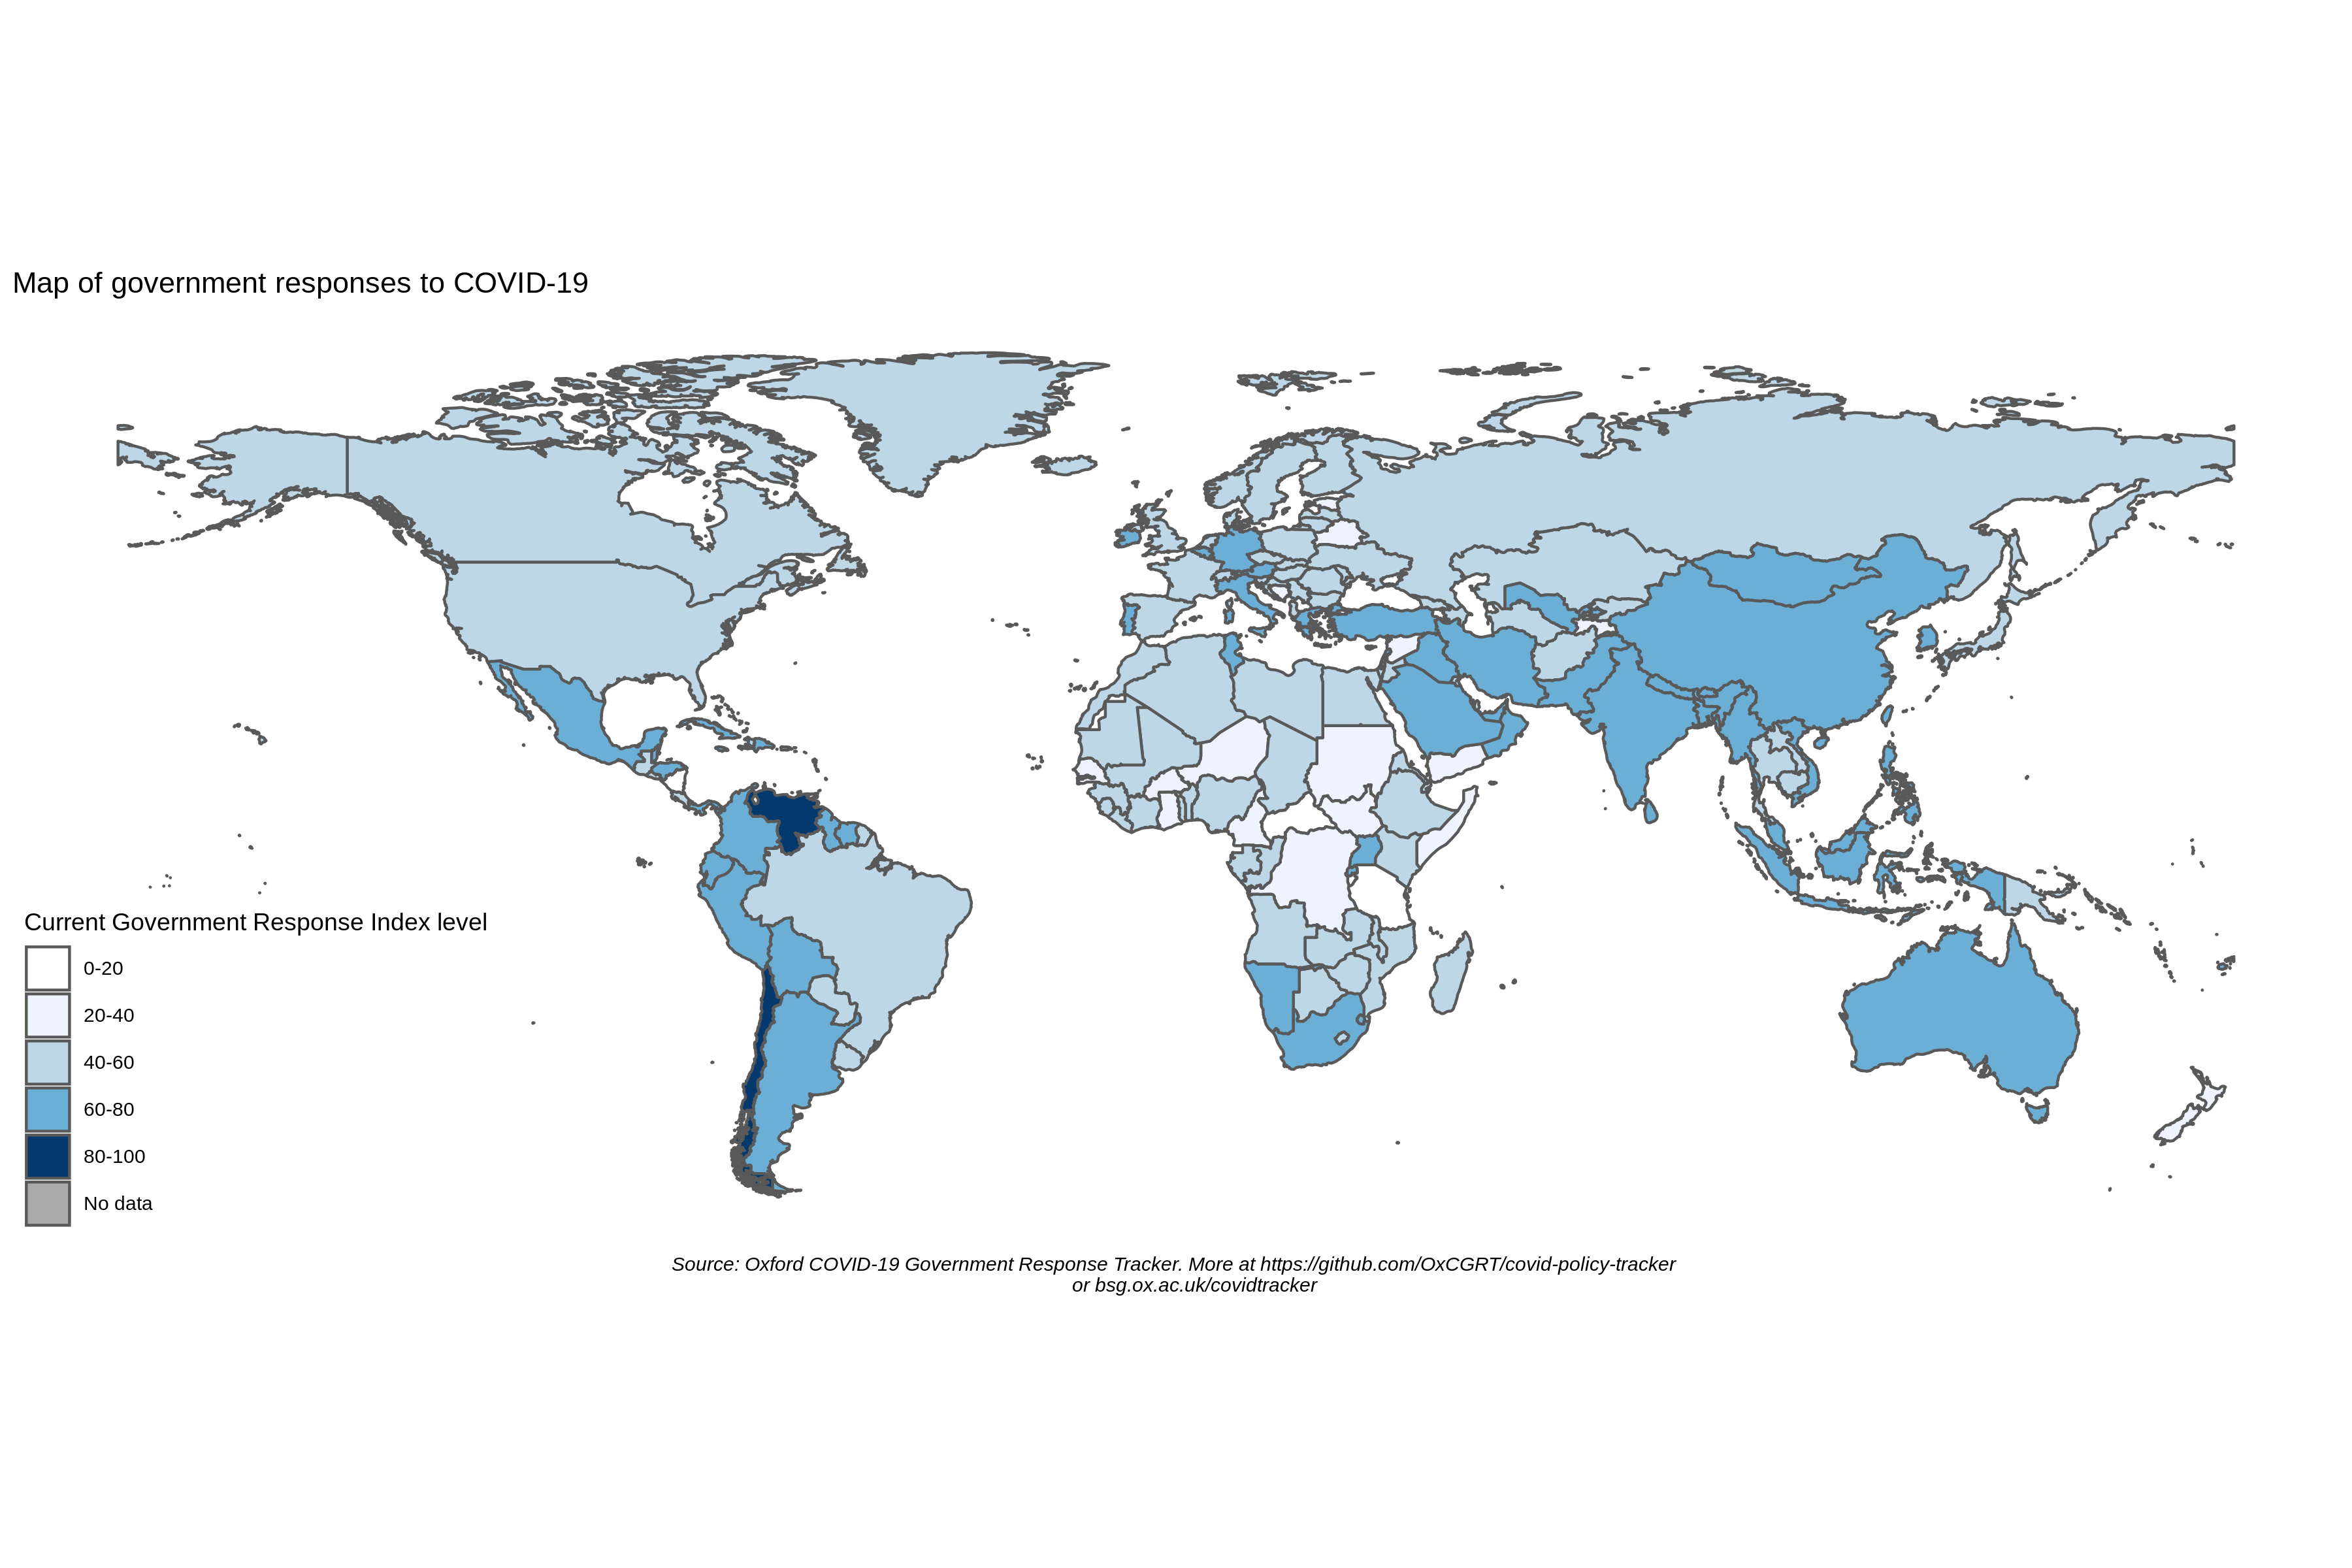 Map of government responses to COVID-19
Current Government Response Index level
0-20
20-40
40-60
60-80
80-100
No data
Source: Oxford COVID-19 Government Response Tracker. More at https://github.com/OxCGRT/covid-policy-tracker
or bsg.ox.ac.uk/covidtracker